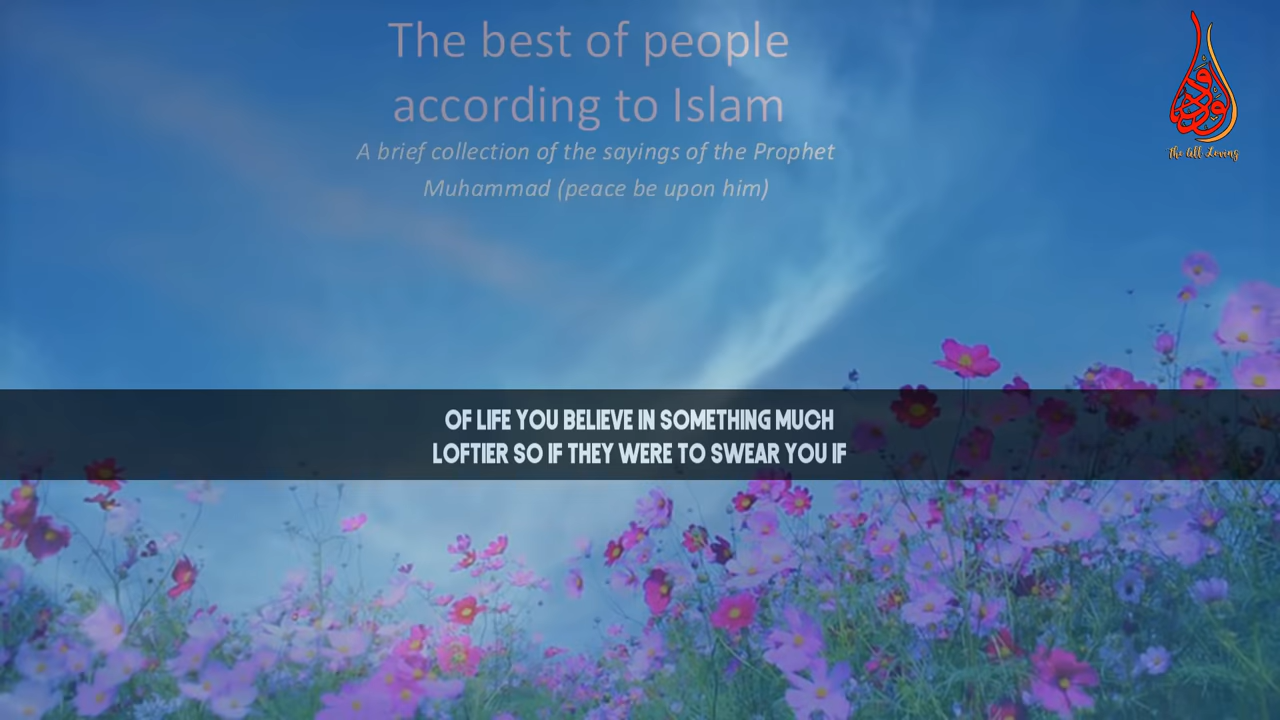 The best of people
according to Islam
A brief collection of the sayings of the Prophet
Muhammad (peace be upon him)
The All Loving
OF LIFE YOU BELIEVE IN SOMETHING MUCH
LOFTIER SO IF THEY WERE TO SWEAR YOU IF